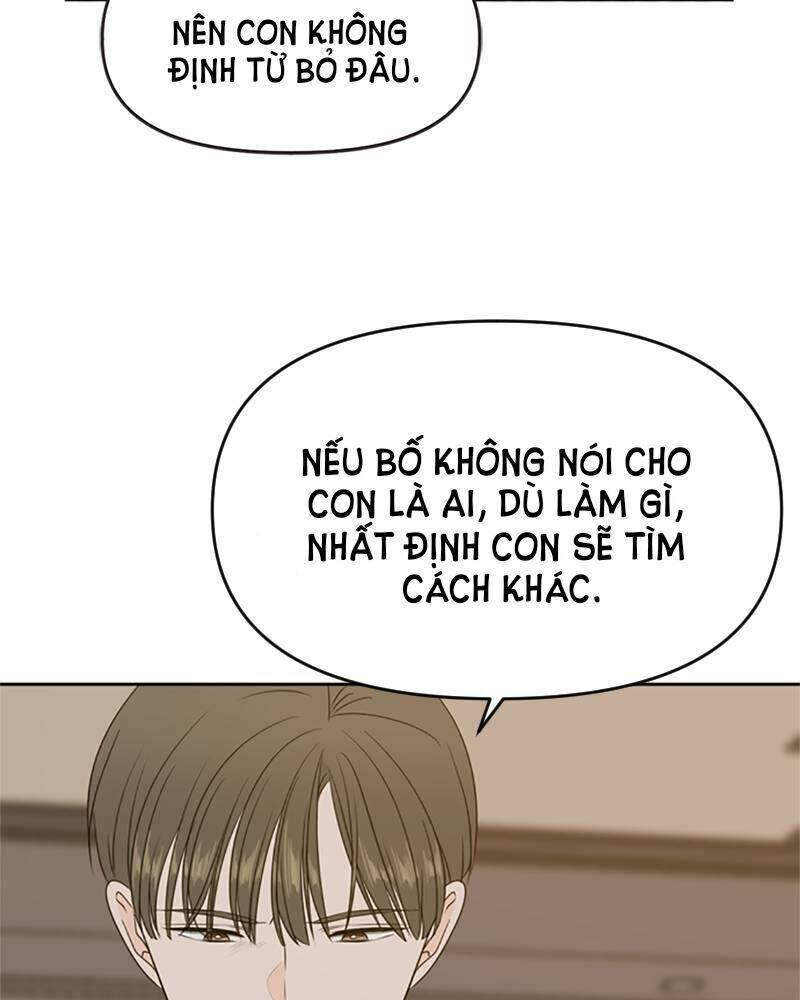 NÊN CON KHÔNG
ĐỊNH TỪ BỎ ĐÂU.
NẾU BỐ KHÔNG NÓI CHO
CON LÀ AI, DÙ LÀM GÌ,
NHẤT ĐỊNH CON SẼ TÌM
CÁCH KHÁC.